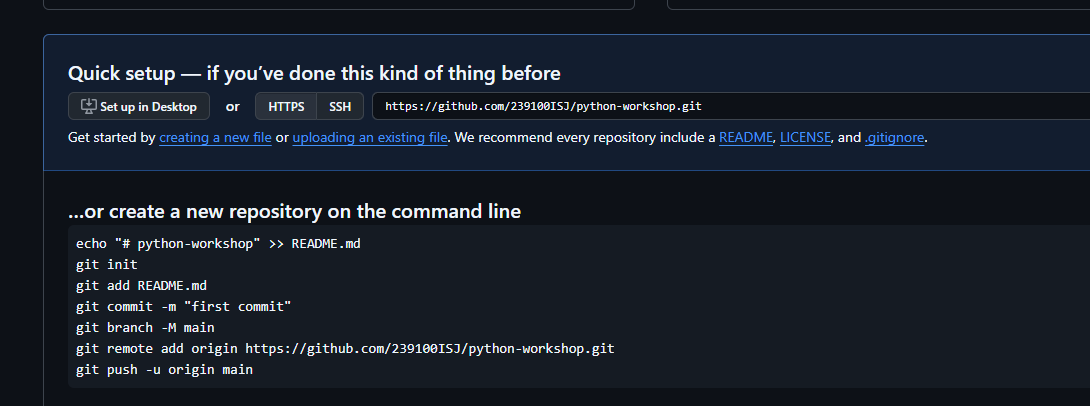 Quick setup — if you’ve done this kind of thing before
Set up in Desktop or HTTPS SSH https://github.com/239100ISJ/python-workshop.git
Get started by creating a new file or uploading an existing file. We recommend every repository include a README, LICENSE, and .gitignore.
...or create a new repository on the command line
echo "# python-workshop" >> README.md
git init
git add README.md
git commit -m "first commit"
git branch -M main
git remote add origin https://github.com/239100ISJ/python-workshop.git
git push -u origin main